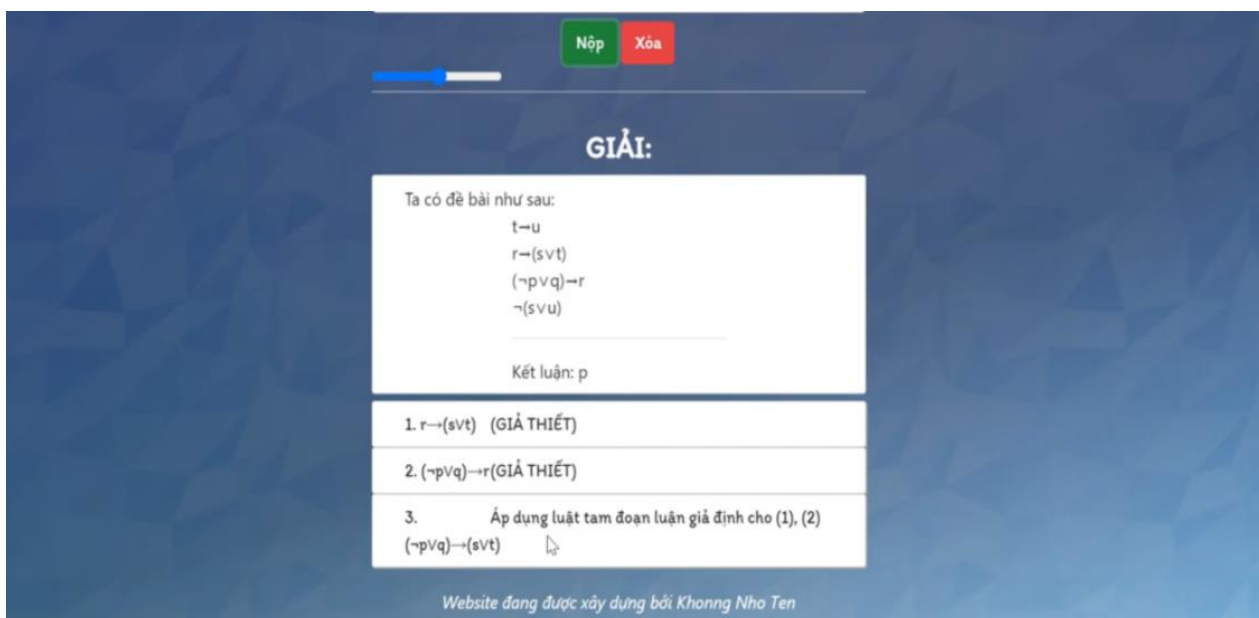 Nộp Xóa
GIẢI:
Ta có đề bài như sau:
t→u
r→(s∨t)
(¬p∨q)→r
¬(s∨u)
Kết luận: p
1. r→(s∨t) (GIẢ THIẾT)
2. (¬p∨q)→r(GIẢ THIẾT)
3. Áp dụng luật tam đoạn luận giả định cho (1), (2)
(¬p∨q)→(s∨t)
Website đang được xây dựng bởi Khonng Nho Ten